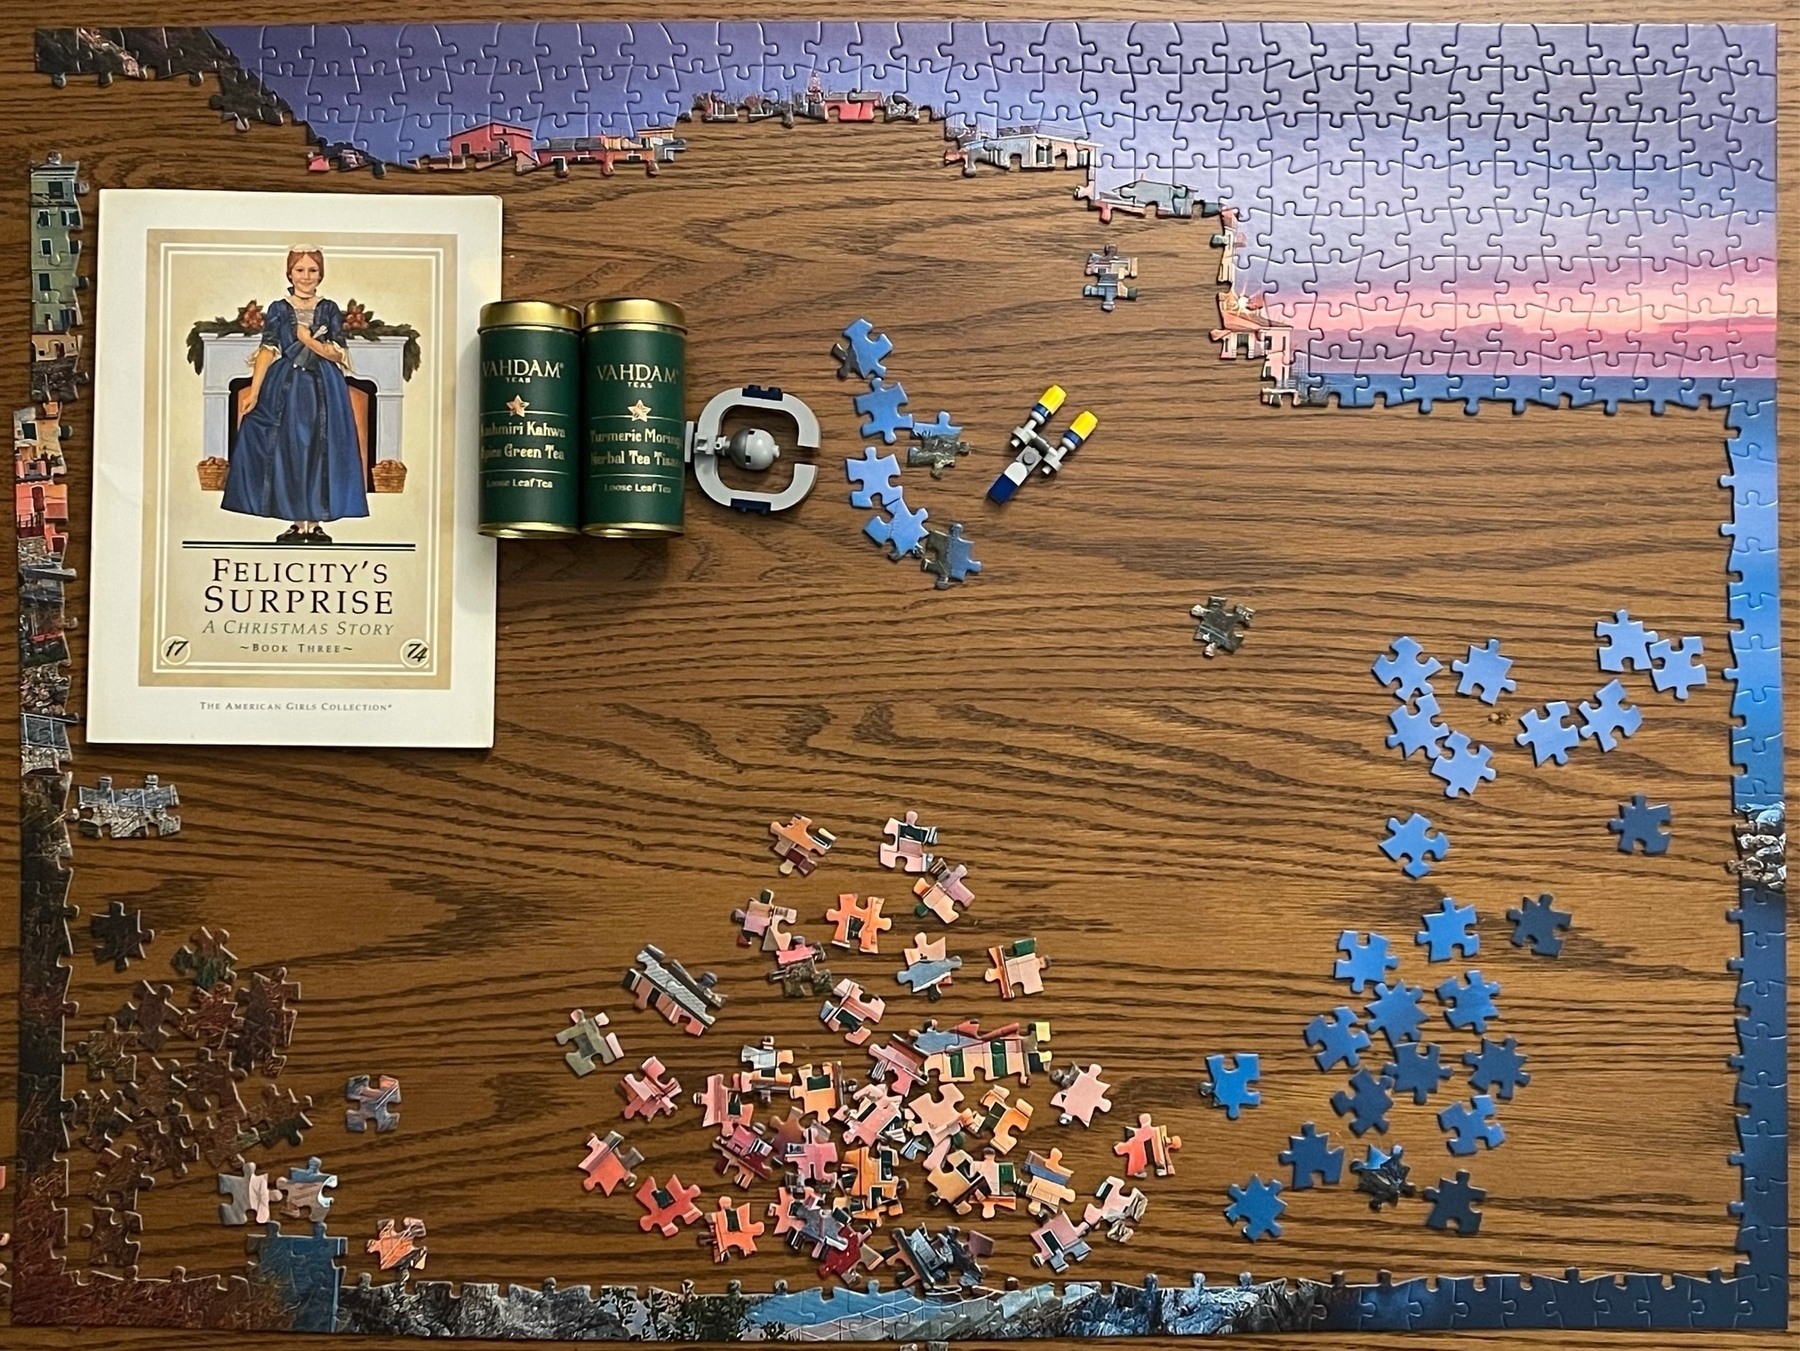 FELICITY'S
SURPRISE
A CHRISTMAS STORY
~BOOK THREE~
17
74
THE AMERICAN GIRLS COLLECTION®
VAHDAM®
TEAS
Kashmiri Kahwa
Spice Green Tea
Loose Leaf Tea
VAHDAM®
TEAS
Turmeric Moringa
Herbal Tea Tisane
Loose Leaf Tea